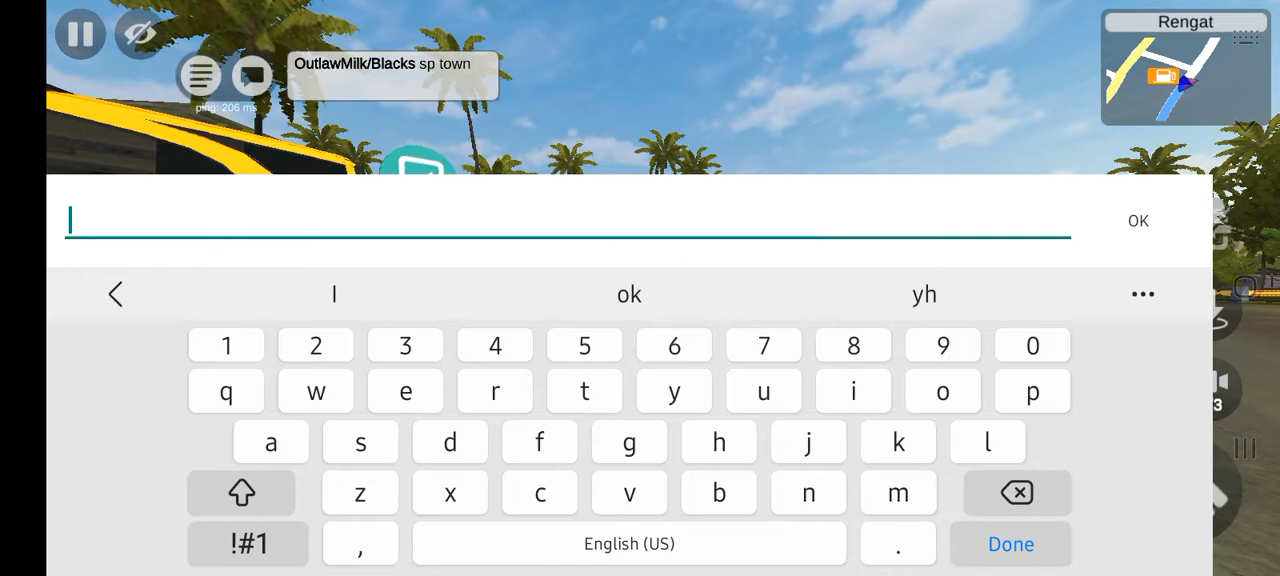 Rengat
OutlawMilk/Blacks sp town
ping: 206 ms
OK
I ok yh
1 2 3 4 5 6 7 8 9 0
q w e r t y u i o p
a s d f g h j k l
z x c v b n m
!#1 , English (US) . Done
3